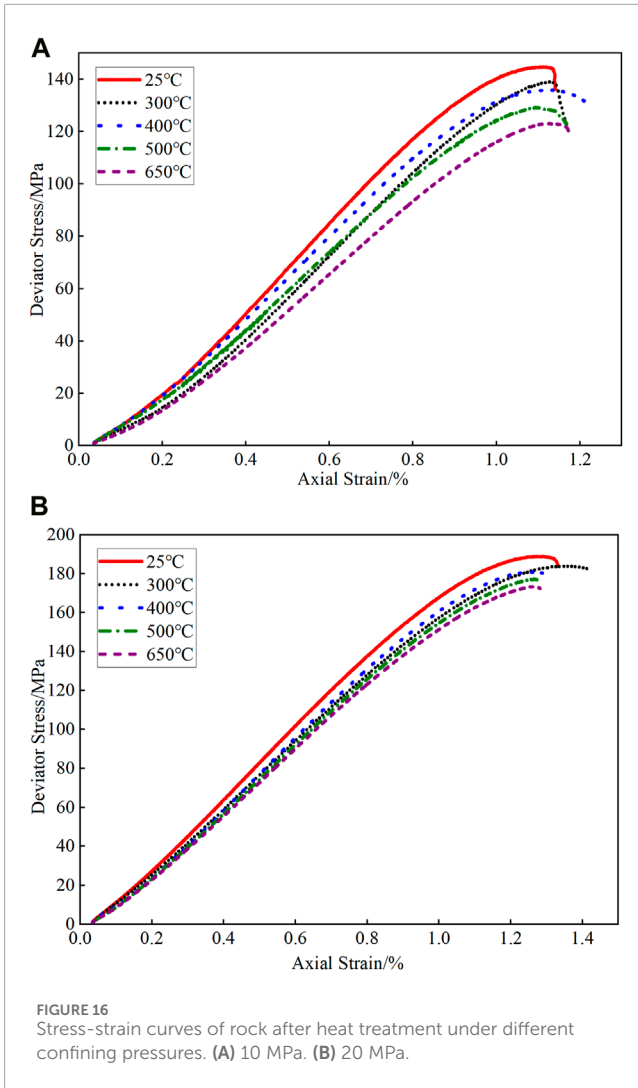 A
140
120
100
80
60
40
20
0
Deviator Stress/MPa
25℃
300℃
400℃
500℃
650℃
0.0 0.2 0.4 0.6 0.8 1.0 1.2
Axial Strain/%
B
200
180
160
140
120
100
80
60
40
20
0
Deviator Stress/MPa
25℃
300℃
400℃
500℃
650℃
0.0 0.2 0.4 0.6 0.8 1.0 1.2 1.4
Axial Strain/%
FIGURE 16
Stress-strain curves of rock after heat treatment under different
confining pressures. (A) 10 MPa. (B) 20 MPa.